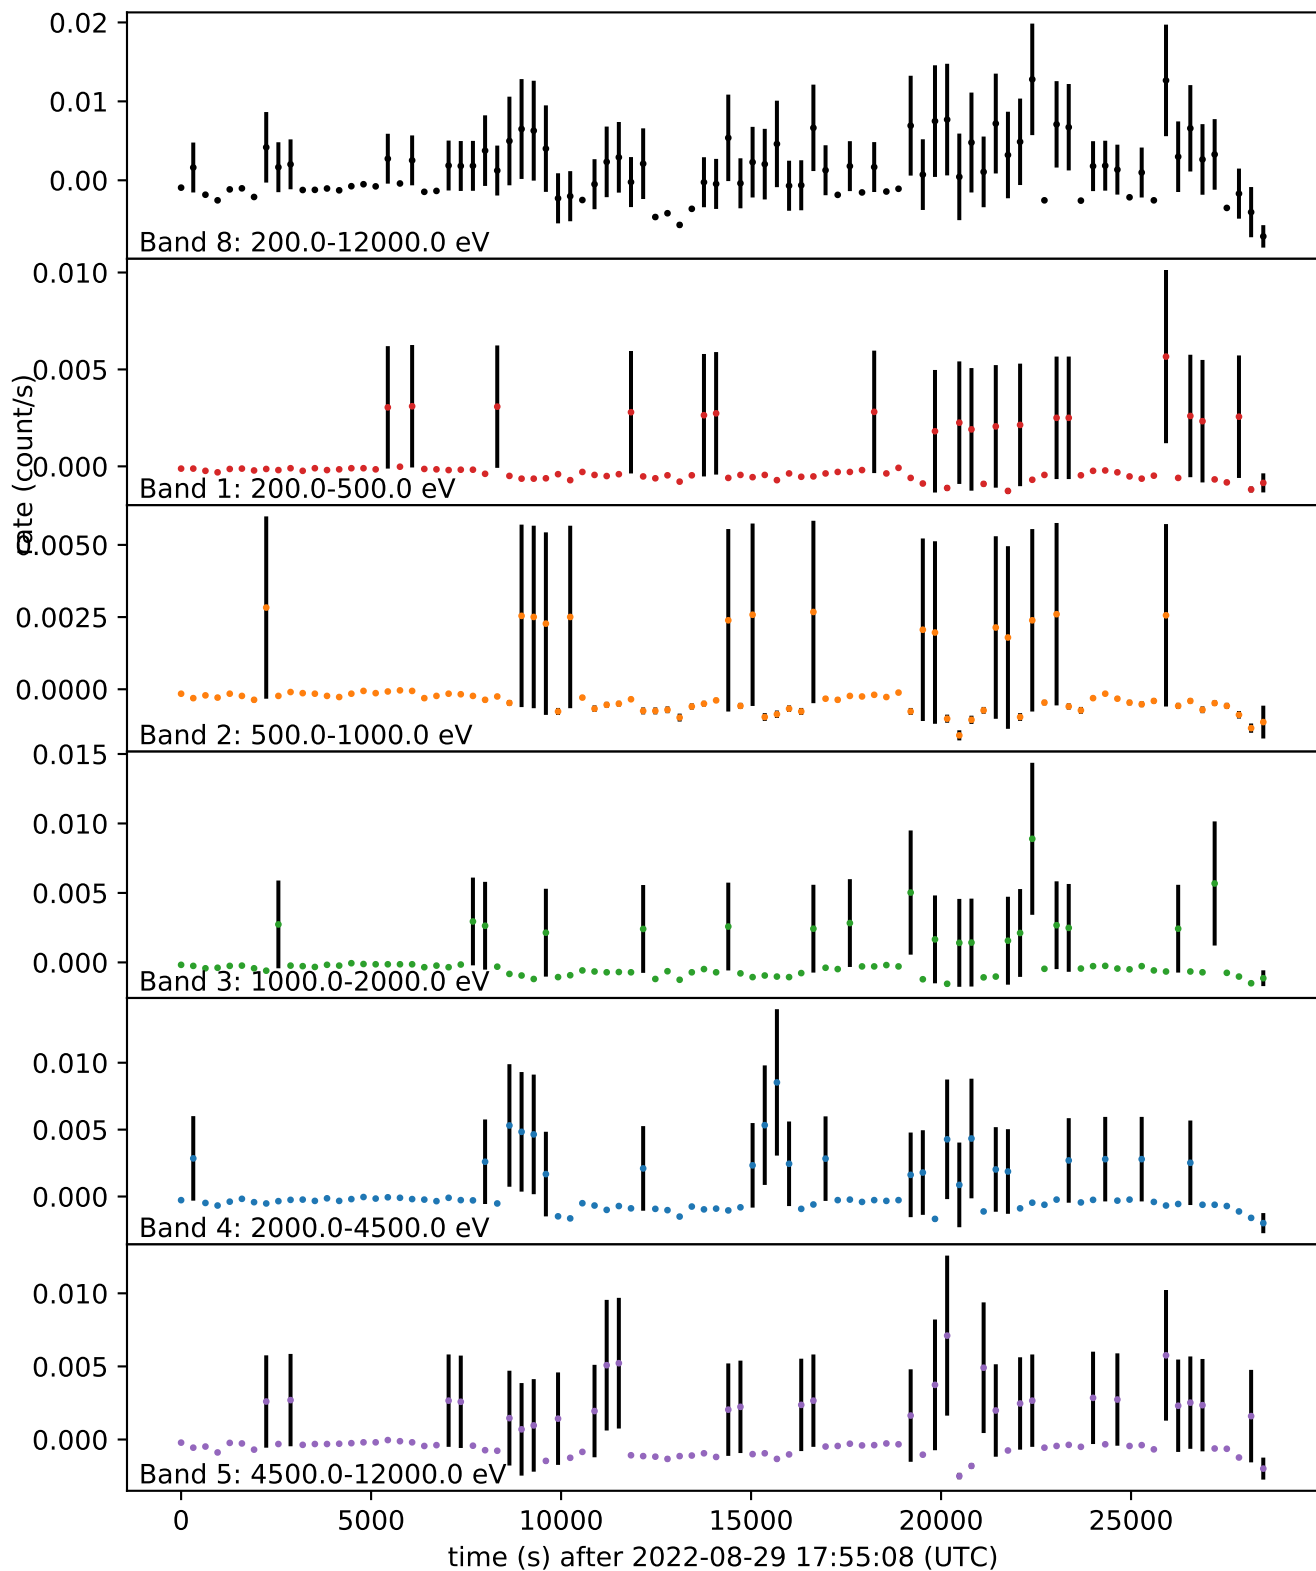 0.02
0.01
0.00
Band 8: 200.0-12000.0 eV
0.010
0.005
0.000
Band 1: 200.0-500.0 eV
rate (count/s)
0.0050
0.0025
0.0000
Band 2: 500.0-1000.0 eV
0.015
0.010
0.005
0.000
Band 3: 1000.0-2000.0 eV
0.010
0.005
0.000
Band 4: 2000.0-4500.0 eV
0.010
0.005
0.000
Band 5: 4500.0-12000.0 eV
0 5000 10000 15000 20000 25000
time (s) after 2022-08-29 17:55:08 (UTC)